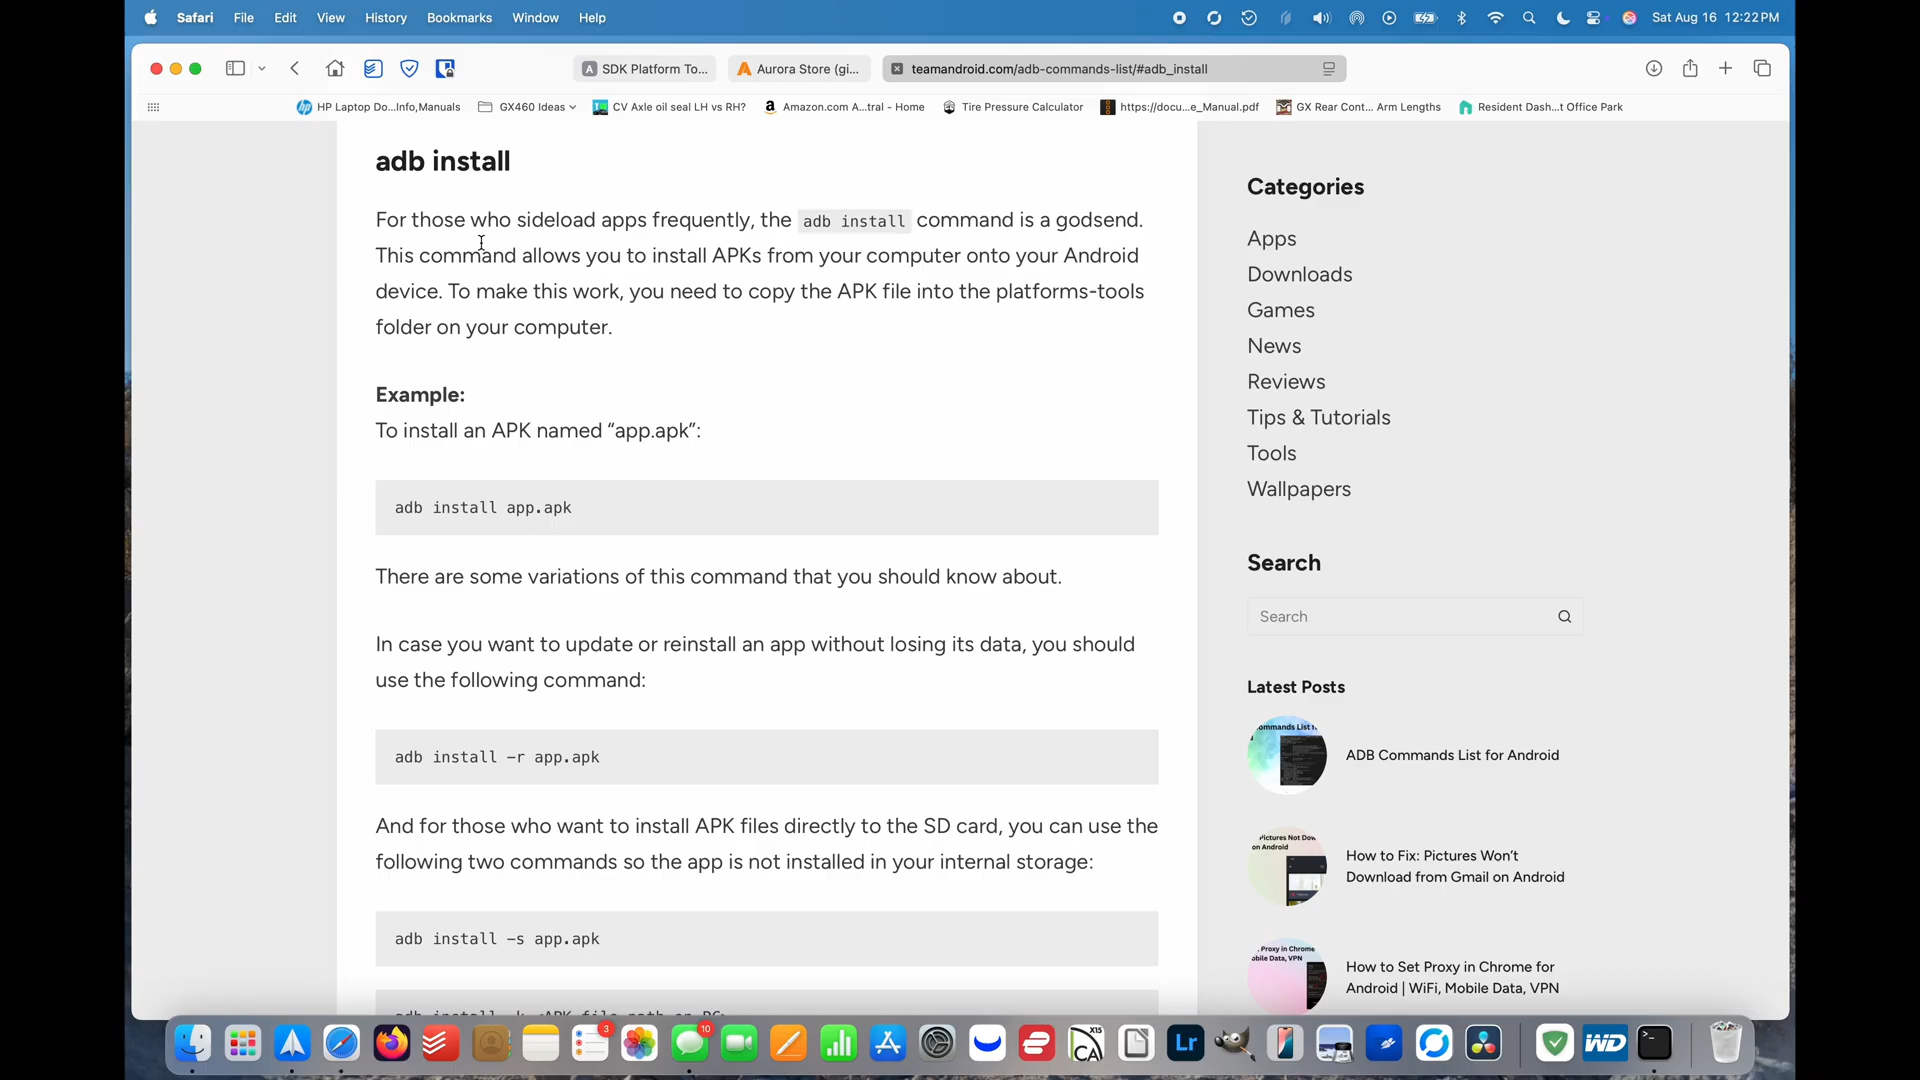 Safari File Edit View History Bookmarks Window Help
Sat Aug 16 12:22 PM
SDK Platform To...
Aurora Store (gi...
teamandroid.com/adb-commands-list/#adb_install
HP Laptop Do...Info,Manuals
GX460 Ideas
CV Axle oil seal LH vs RH?
Amazon.com A...tral - Home
Tire Pressure Calculator
https://docu...e_Manual.pdf
GX Rear Cont... Arm Lengths
Resident Dash...t Office Park
adb install
For those who sideload apps frequently, the adb install command is a godsend.
This command allows you to install APKs from your computer onto your Android
device. To make this work, you need to copy the APK file into the platforms-tools
folder on your computer.
Example:
To install an APK named “app.apk”:
adb install app.apk
There are some variations of this command that you should know about.
In case you want to update or reinstall an app without losing its data, you should
use the following command:
adb install –r app.apk
And for those who want to install APK files directly to the SD card, you can use the
following two commands so the app is not installed in your internal storage:
adb install –s app.apk
Categories
Apps
Downloads
Games
News
Reviews
Tips & Tutorials
Tools
Wallpapers
Search
Search
Latest Posts
ADB Commands List for Android
How to Fix: Pictures Won’t
Download from Gmail on Android
How to Set Proxy in Chrome for
Android | WiFi, Mobile Data, VPN
3
10
X15
CA
Lr
WD